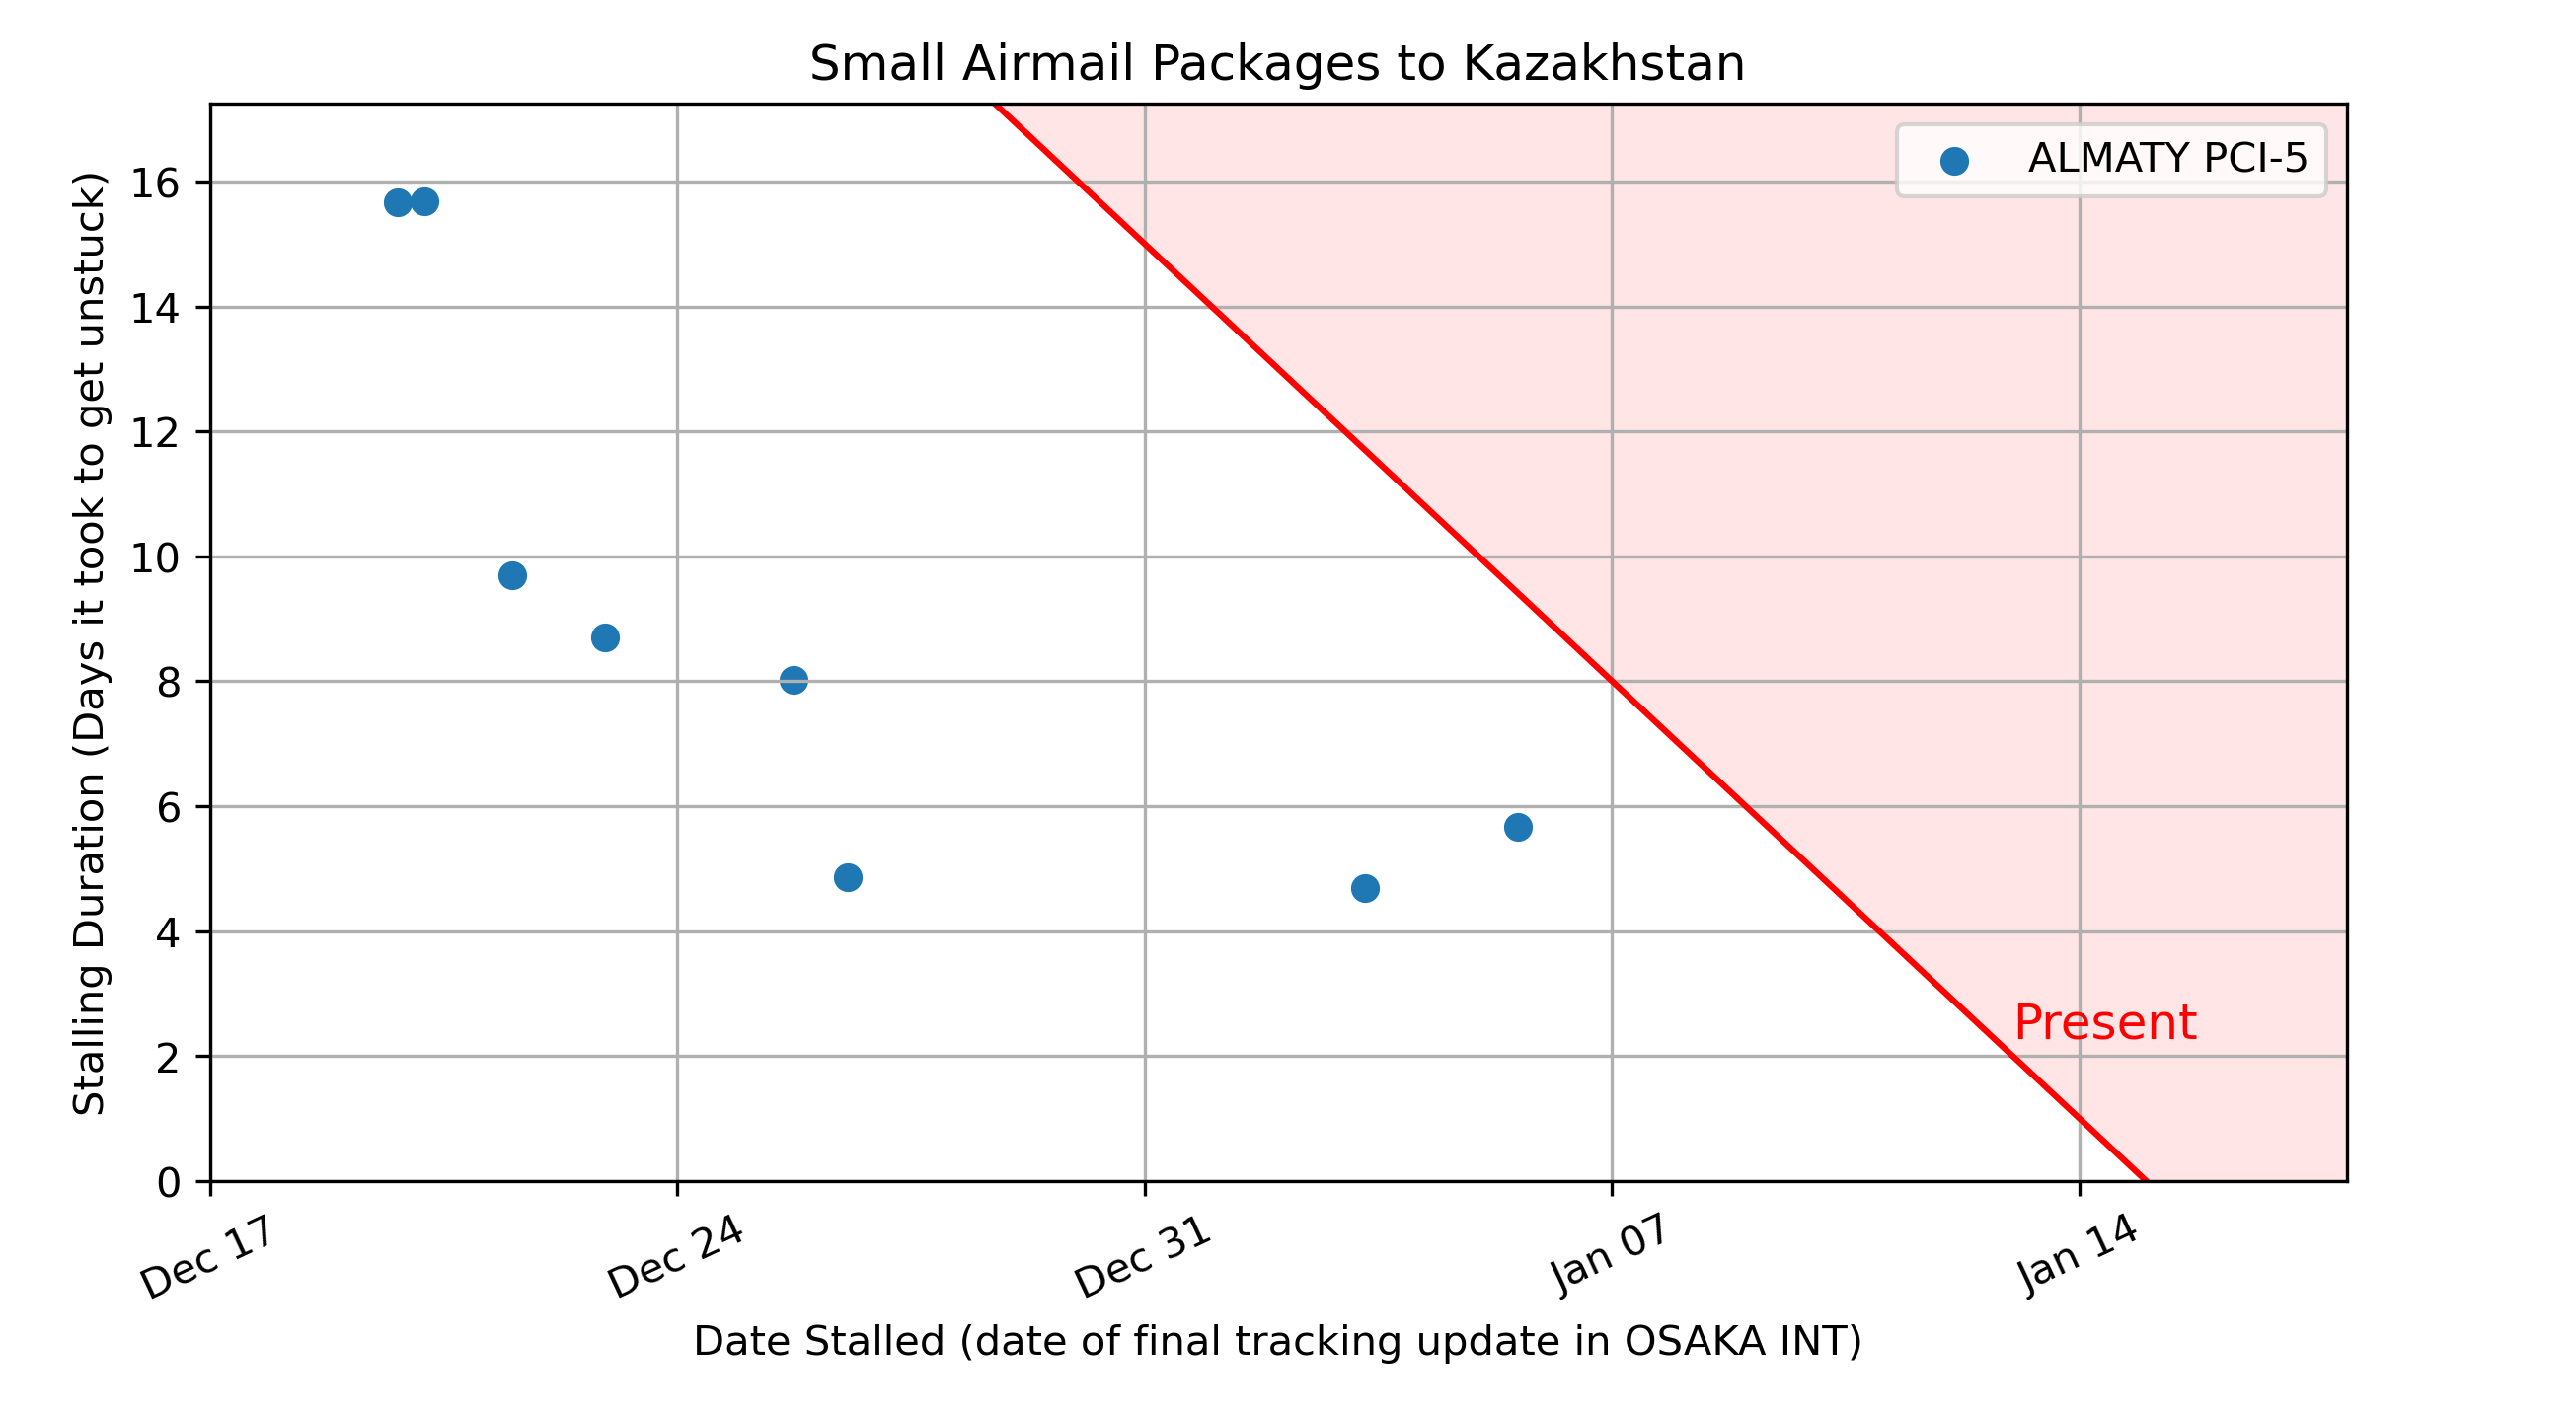 Small Airmail Packages to Kazakhstan
ALMATY PCI-5
Stalling Duration (Days it took to get unstuck)
16
14
12
10
8
6
4
2
0
Present
Dec 17
Dec 24
Dec 31
Jan 07
Jan 14
Date Stalled (date of final tracking update in OSAKA INT)